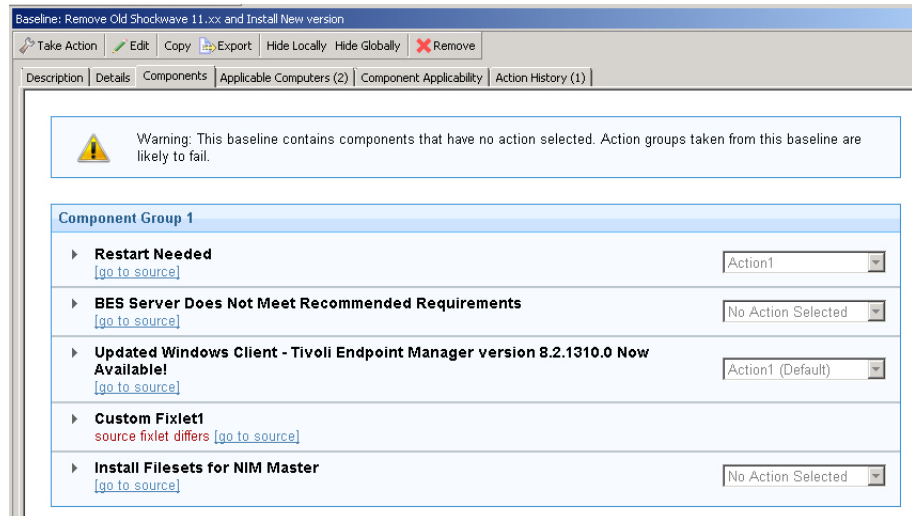 Baseline: Remove Old Shockwave 11.xx and Install New version
Take Action Edit Copy Export Hide Locally Hide Globally Remove
Description Details Components Applicable Computers (2) Component Applicability Action History (1)
Warning: This baseline contains components that have no action selected. Action groups taken from this baseline are
likely to fail.
Component Group 1
Restart Needed
[go to source]
Action1
BES Server Does Not Meet Recommended Requirements
[go to source]
No Action Selected
Updated Windows Client - Tivoli Endpoint Manager version 8.2.1310.0 Now
Available!
[go to source]
Action1 (Default)
Custom Fixlet1
source fixlet differs [go to source]
Install Filesets for NIM Master
[go to source]
No Action Selected